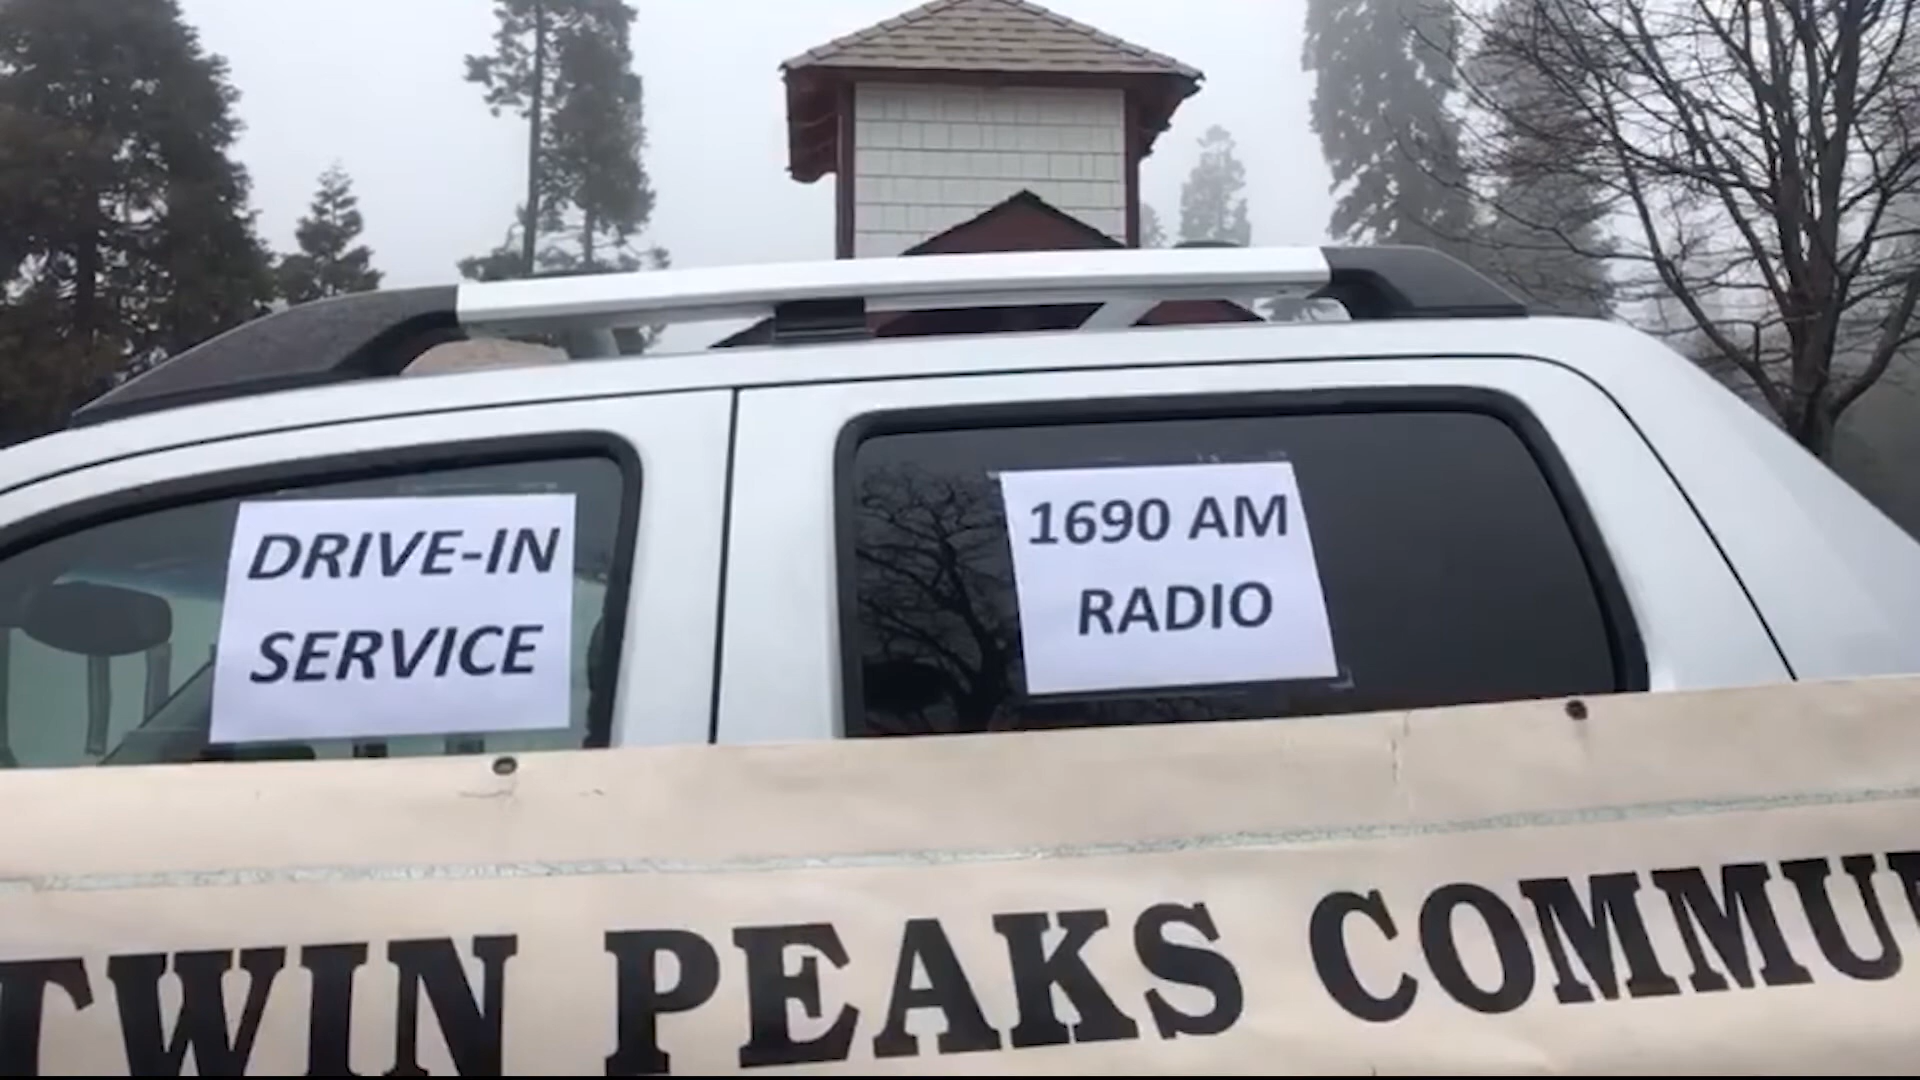 DRIVE-IN
SERVICE
1690 AM
RADIO
TWIN PEAKS COMMU